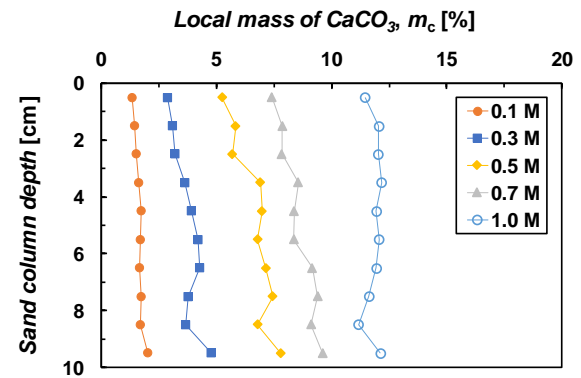 Local mass of CaCO₃, m_c [%]
0 5 10 15 20
Sand column depth [cm]
0
2
4
6
8
10
0.1 M
0.3 M
0.5 M
0.7 M
1.0 M